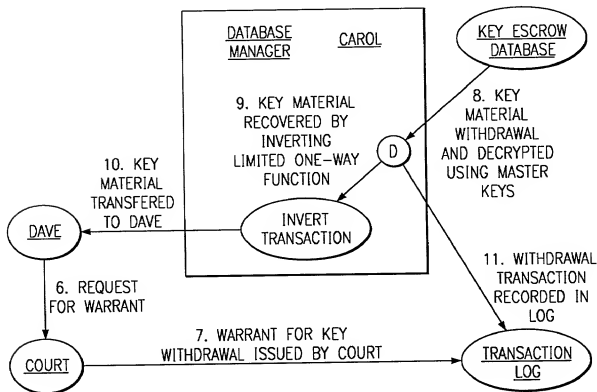 DATABASE
MANAGER
CAROL
KEY ESCROW
DATABASE
9. KEY MATERIAL
RECOVERED BY
INVERTING
LIMITED ONE-WAY
FUNCTION
8. KEY
MATERIAL
WITHDRAWAL
AND DECRYPTED
USING MASTER
KEYS
D
10. KEY
MATERIAL
TRANSFERED
TO DAVE
INVERT
TRANSACTION
DAVE
6. REQUEST
FOR WARRANT
11. WITHDRAWAL
TRANSACTION
RECORDED IN
LOG
7. WARRANT FOR KEY
WITHDRAWAL ISSUED BY COURT
COURT
TRANSACTION
LOG